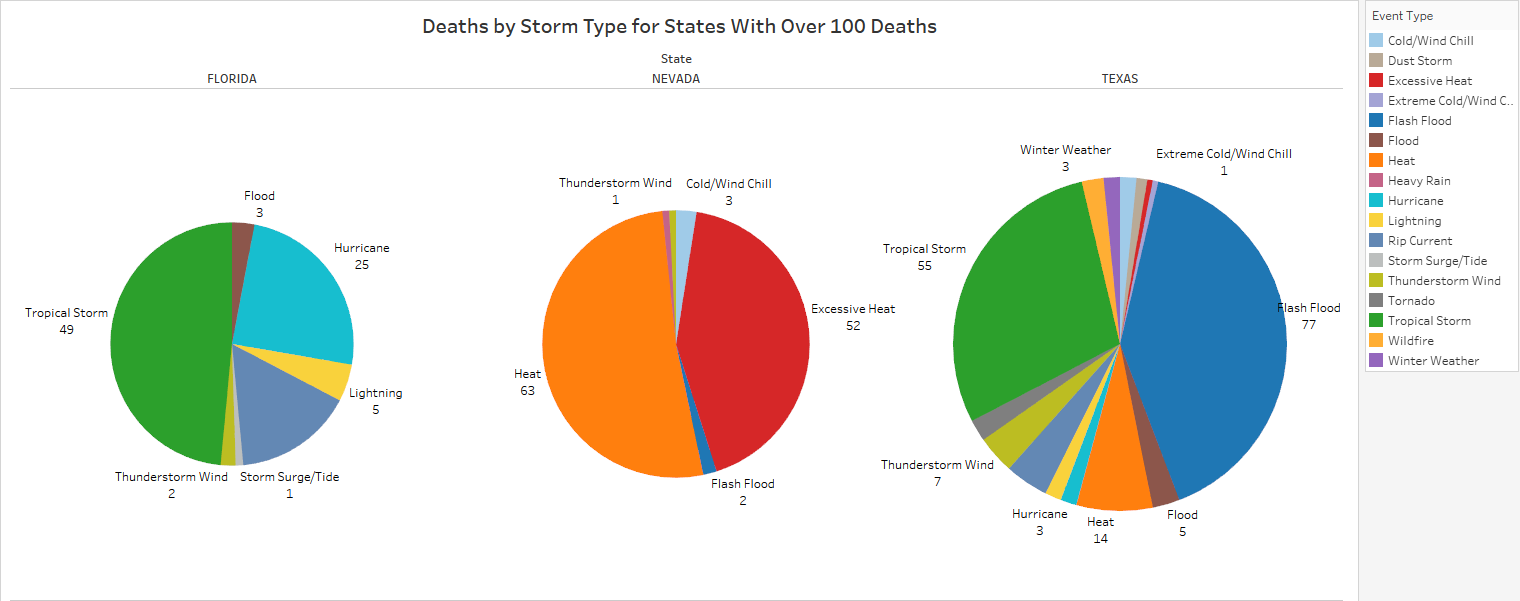 Deaths by Storm Type for States With Over 100 Deaths
State
FLORIDA
NEVADA
TEXAS
Flood
3
Hurricane
25
Tropical Storm
49
Lightning
5
Thunderstorm Wind
2
Storm Surge/Tide
1
Thunderstorm Wind
1
Cold/Wind Chill
3
Excessive Heat
52
Heat
63
Flash Flood
2
Winter Weather
3
Extreme Cold/Wind Chill
1
Tropical Storm
55
Flash Flood
77
Thunderstorm Wind
7
Hurricane
3
Heat
14
Flood
5
Event Type
Cold/Wind Chill
Dust Storm
Excessive Heat
Extreme Cold/Wind C..
Flash Flood
Flood
Heat
Heavy Rain
Hurricane
Lightning
Rip Current
Storm Surge/Tide
Thunderstorm Wind
Tornado
Tropical Storm
Wildfire
Winter Weather